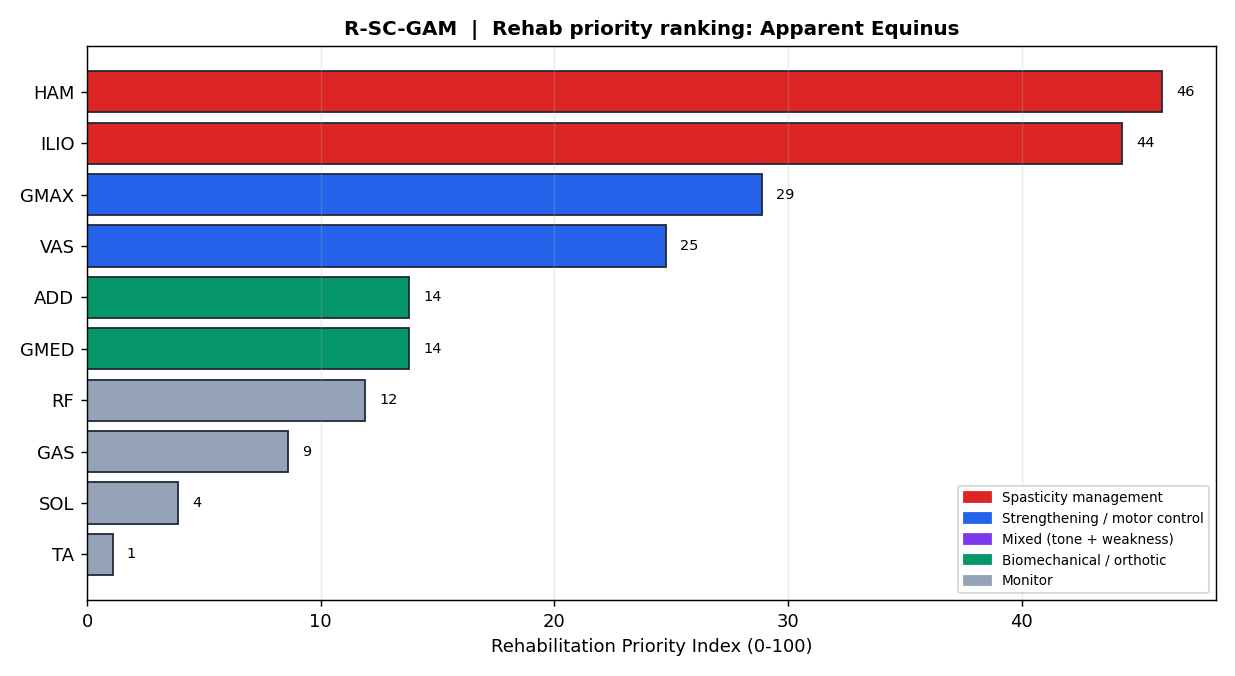 R-SC-GAM | Rehab priority ranking: Apparent Equinus
HAM
46
ILIO
44
GMAX
29
VAS
25
ADD
14
GMED
14
RF
12
GAS
9
SOL
4
TA
1
Spasticity management
Strengthening / motor control
Mixed (tone + weakness)
Biomechanical / orthotic
Monitor
0 10 20 30 40
Rehabilitation Priority Index (0-100)